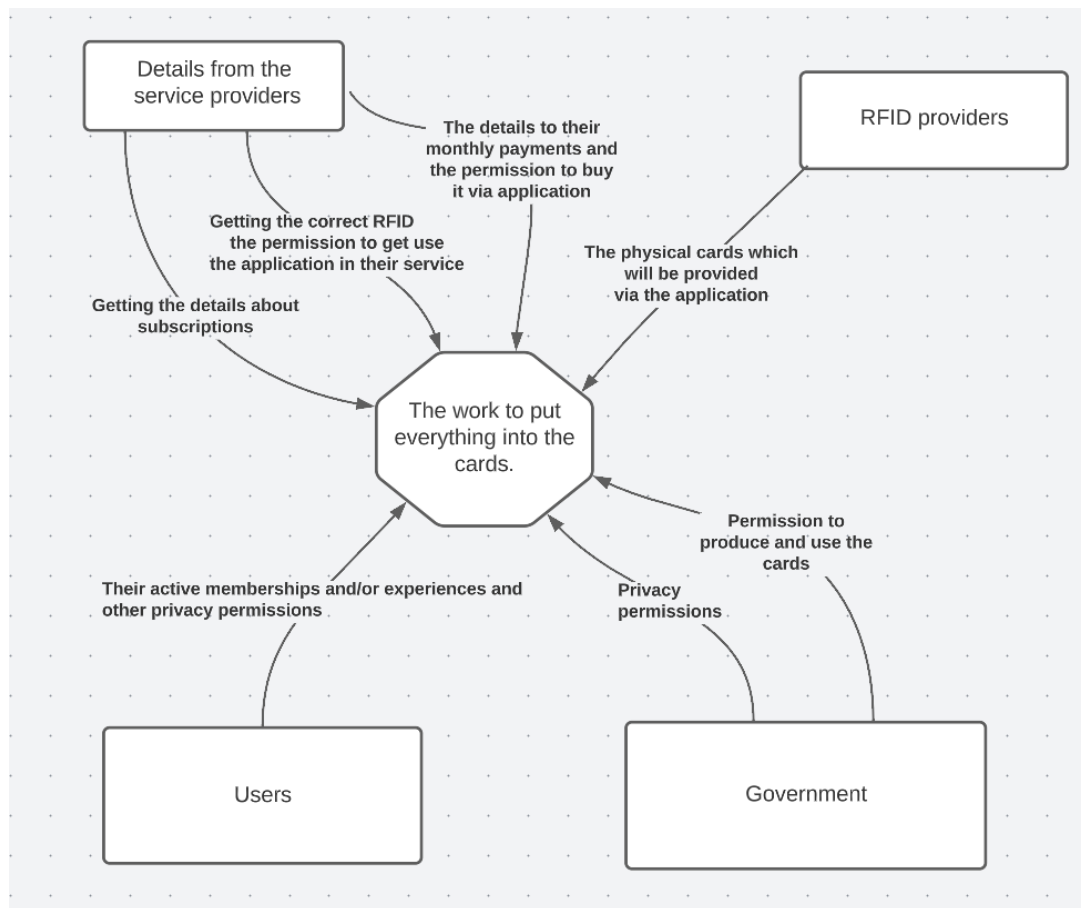 Details from the
service providers
RFID providers
The details to their
monthly payments and
the permission to buy
it via application
Getting the correct RFID
the permission to get use
the application in their service
The physical cards which
will be provided
via the application
Getting the details about
subscriptions
The work to put
everything into the
cards.
Permission to
produce and use the
cards
Their active memberships and/or experiences and
other privacy permissions
Privacy
permissions
Users
Government